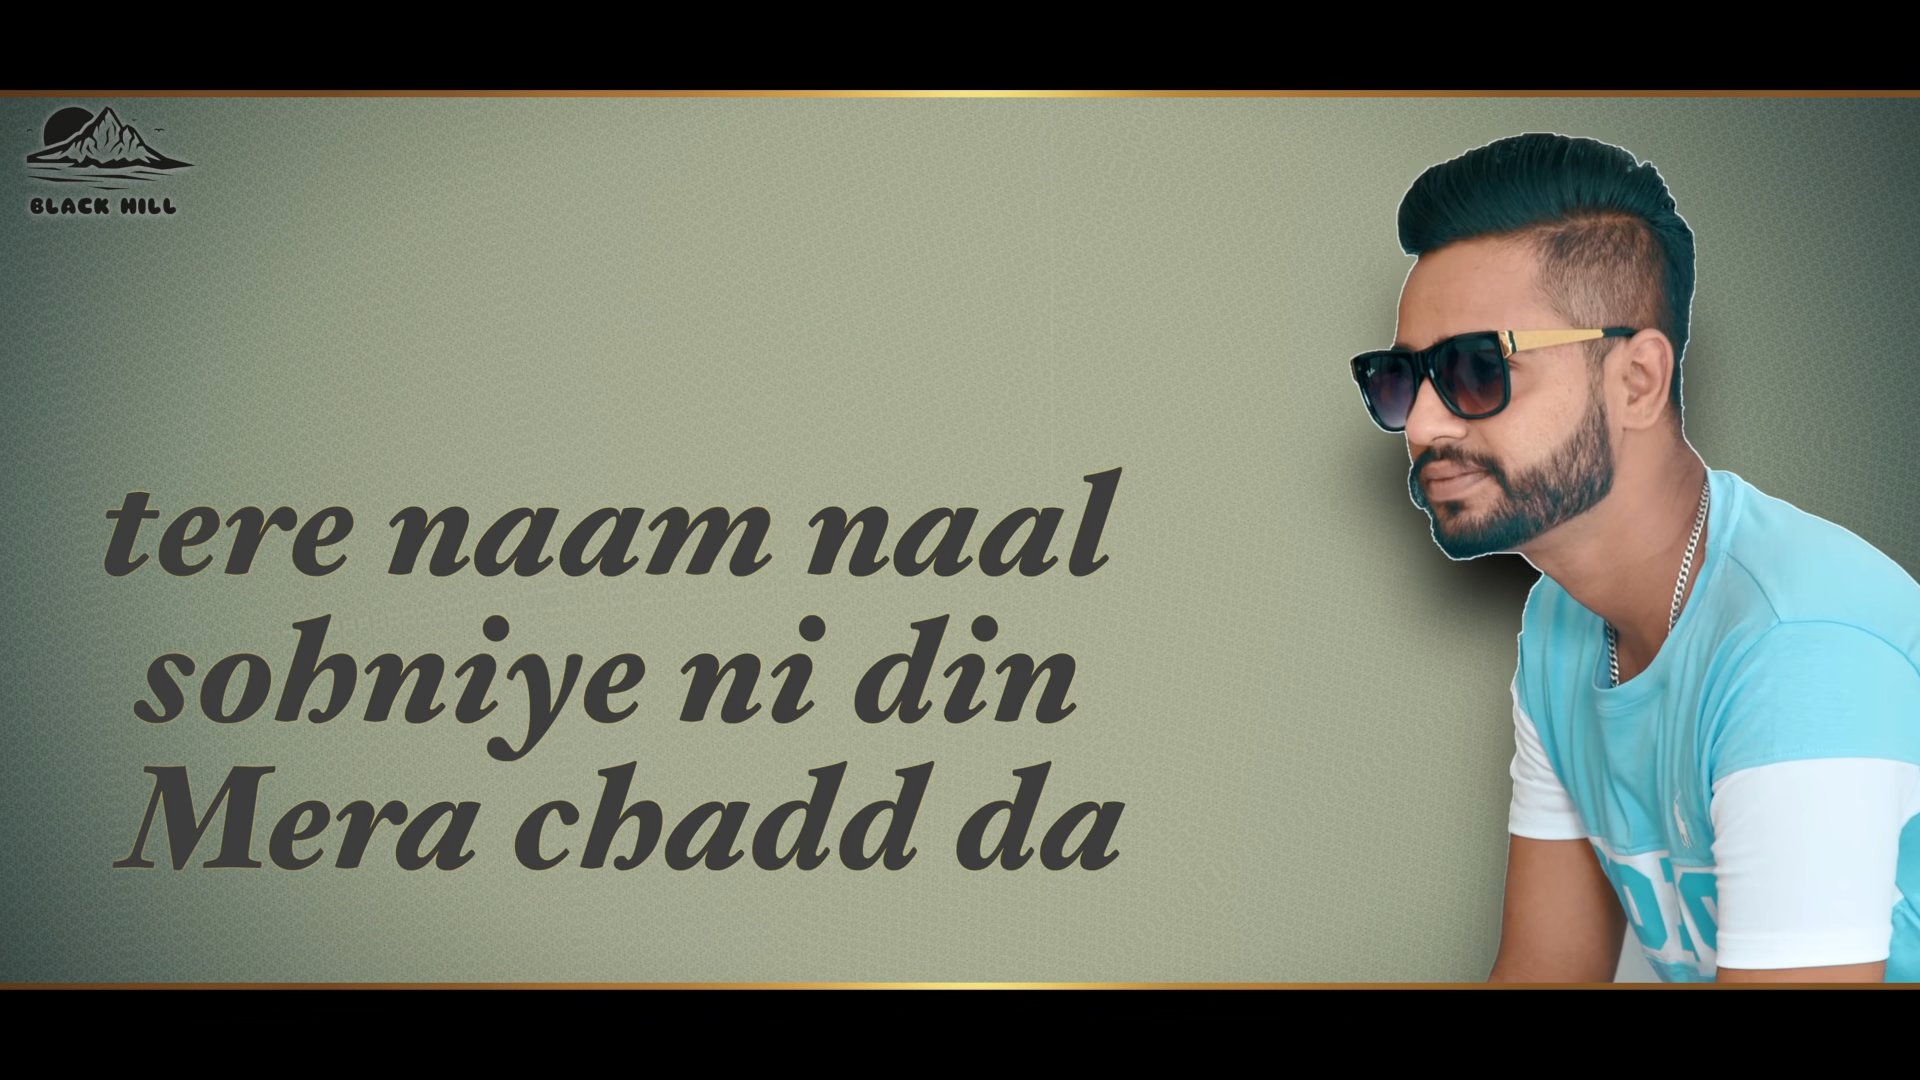 BLACK HILL
tere naam naal
sohniye ni din
Mera chadd da